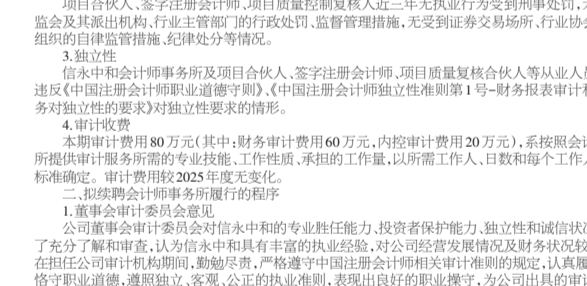 项目合伙人、签字注册会计师、项目质量控制复核人近三年无执业行为受到刑事处罚,
监会及其派出机构、行业主管部门的行政处罚、监督管理措施,无受到证券交易场所、行业协
组织的自律监管措施、纪律处分等情况。
3.独立性
信永中和会计师事务所及项目合伙人、签字注册会计师、项目质量复核合伙人等从业人
违反《中国注册会计师职业道德守则》、《中国注册会计师独立性准则第1号-财务报表审计和
务对独立性的要求》对独立性要求的情形。
4.审计收费
本期审计费用80万元(其中:财务审计费用60万元,内控审计费用20万元),系按照会计
所提供审计服务所需的专业技能、工作性质、承担的工作量,以所需工作人、日数和每个工作人
标准确定。审计费用较2025年度无变化。
二、拟续聘会计师事务所履行的程序
1.董事会审计委员会意见
公司董事会审计委员会对信永中和的专业胜任能力、投资者保护能力、独立性和诚信状况
了充分了解和审查,认为信永中和具有丰富的执业经验,对公司经营发展情况及财务状况较
在担任公司审计机构期间,勤勉尽责,严格遵守中国注册会计师相关审计准则的规定,认真履
恪守职业道德,遵照独立、客观、公正的执业准则,表现出良好的职业操守,为公司出具的审计